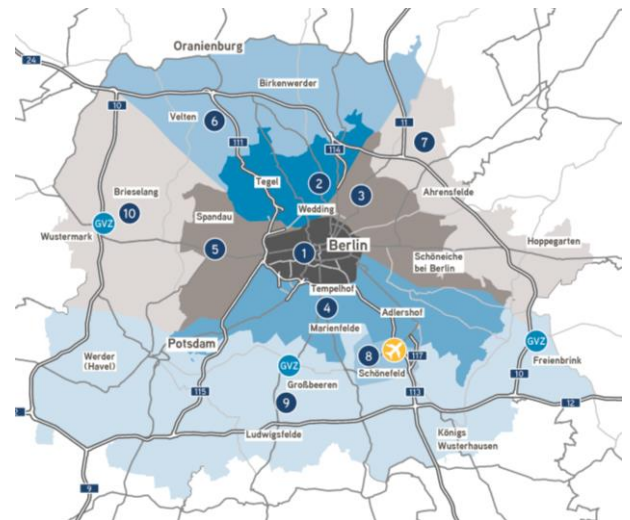 Oranienburg
24
10
Birkenwerder
Velten
6
11
111
114
7
2
3
Tegel
Brieselang
Ahrensfelde
10
Spandau
Wedding
GVZ
Wustermark
5
1
Berlin
Hoppegarten
Schöneiche
bei Berlin
Tempelhof
4
Adlershof
Marienfelde
Potsdam
8
117
GVZ
Werder
(Havel)
GVZ
Schönefeld
Freienbrink
Großbeeren
10
115
9
113
12
Ludwigsfelde
Königs
Wusterhausen
9